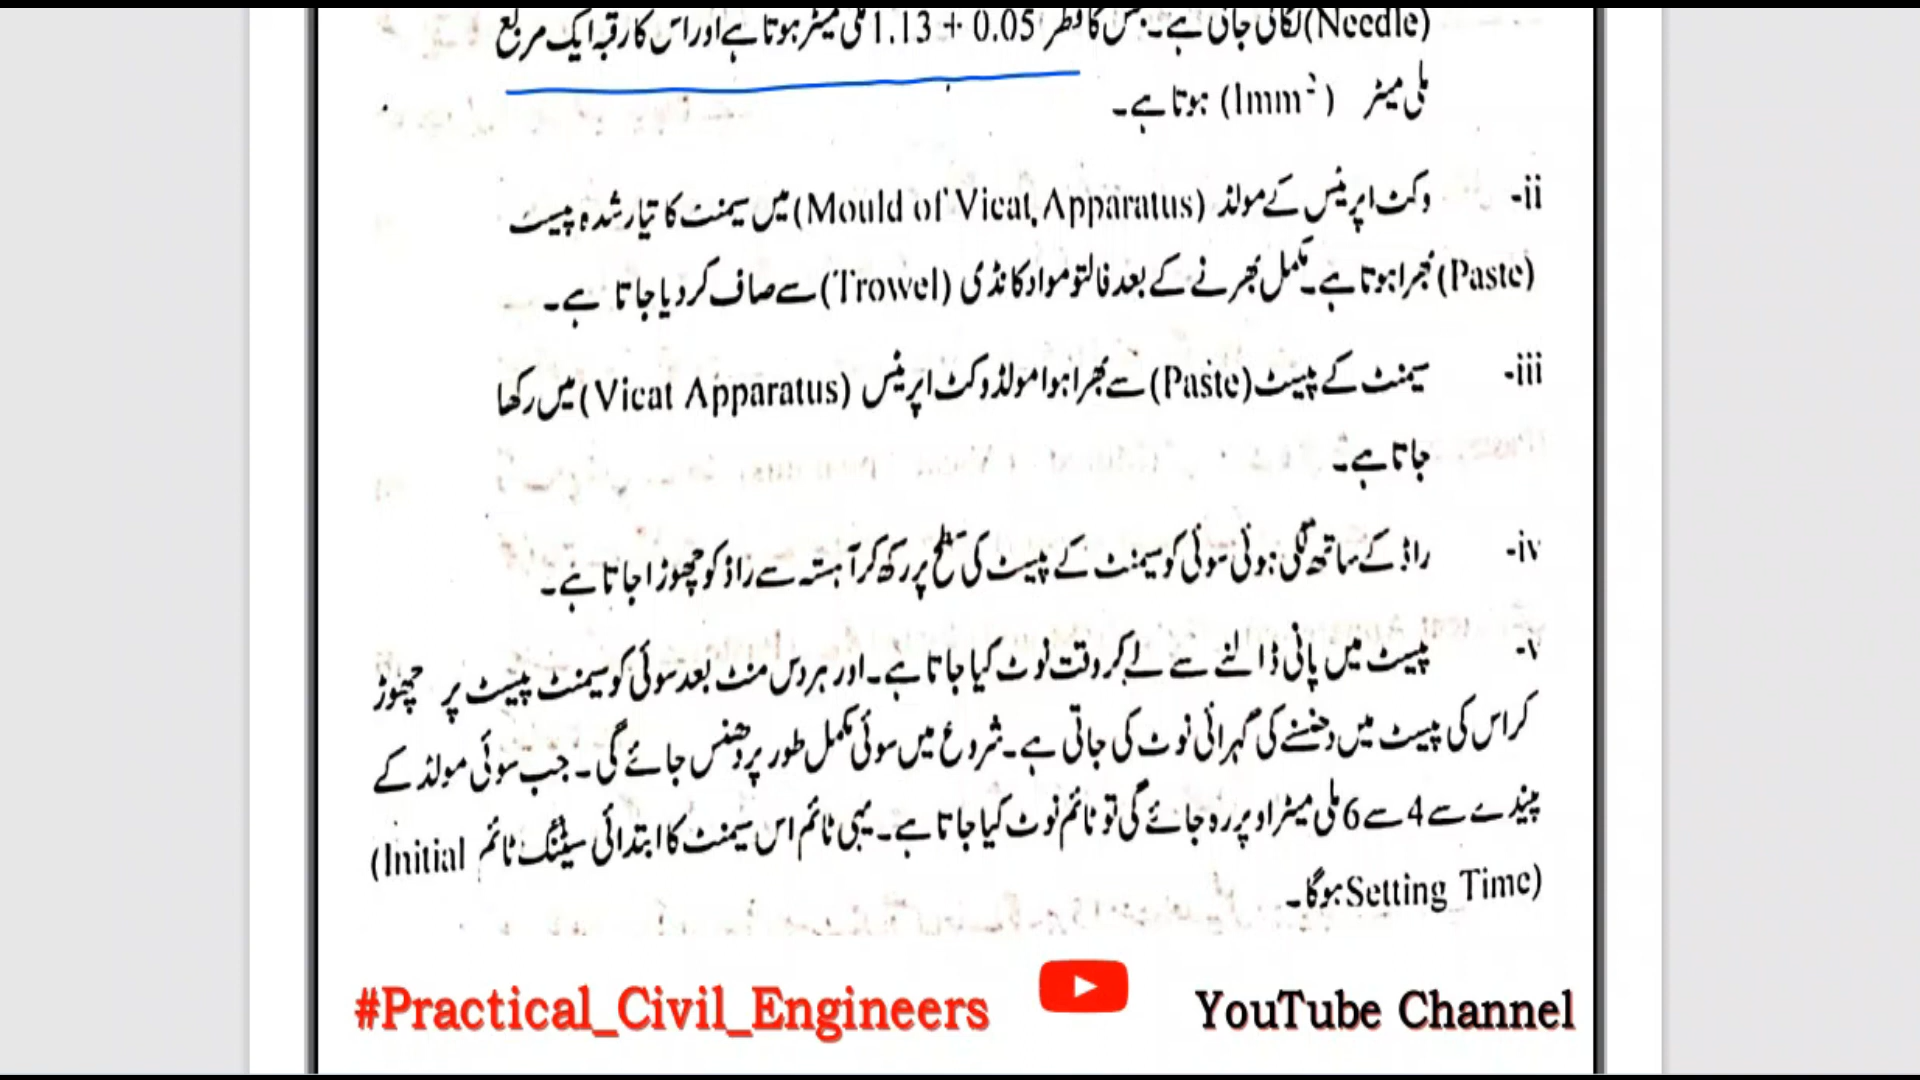 (Needle) لگائی جاتی ہے۔ جس کا قطر 0.05 + 1.13 ملی میٹر ہوتا ہے اور اس کا رقبہ ایک مربع
ملی میٹر (1mm²) ہوتا ہے۔
ii- وکٹ اپریٹس کے مولڈ (Mould of Vicat Apparatus) میں سیمنٹ کا تیار شدہ پیسٹ
(Paste) بھرا ہوتا ہے۔ مکمل بھرنے کے بعد فالتو مواد کانڈی (Trowel) سے صاف کر دیا جاتا ہے۔
iii- سیمنٹ کے پیسٹ (Paste) سے بھرا ہوا مولڈ وکٹ اپریٹس (Vicat Apparatus) میں رکھا
جاتا ہے۔
iv- راڈ کے ساتھ لگی ہوئی سوئی کو سیمنٹ کے پیسٹ کی سطح پر رکھ کر آہستہ سے راڈ کو چھوڑا جاتا ہے۔
v- پیسٹ میں پانی ڈالنے سے لے کر وقت نوٹ کیا جاتا ہے۔ اور ہر دس منٹ بعد سوئی کو سیمنٹ پیسٹ پر چھوڑ
کر اس کی پیسٹ میں دھنسنے کی گہرائی نوٹ کی جاتی ہے۔ شروع میں سوئی مکمل طور پر دھنس جائے گی۔ جب سوئی مولڈ کے
پیندے سے 4 سے 6 ملی میٹر اوپر رہ جائے گی تو ٹائم نوٹ کیا جاتا ہے۔ یہی ٹائم اس سیمنٹ کا ابتدائی سیٹنگ ٹائم (Initial
Setting Time) ہوگا۔
#Practical_Civil_Engineers YouTube Channel